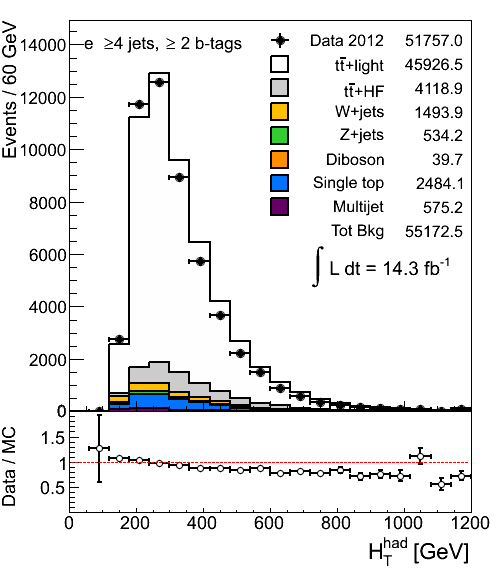 e ≥4 jets, ≥ 2 b-tags
Data 2012 51757.0
tt̅+light 45926.5
tt̅+HF 4118.9
W+jets 1493.9
Z+jets 534.2
Diboson 39.7
Single top 2484.1
Multijet 575.2
Tot Bkg 55172.5
∫ L dt = 14.3 fb⁻¹
Events / 60 GeV
14000
12000
10000
8000
6000
4000
2000
0
Data / MC
1.5
1
0.5
0 200 400 600 800 1000 1200
H_T^had [GeV]